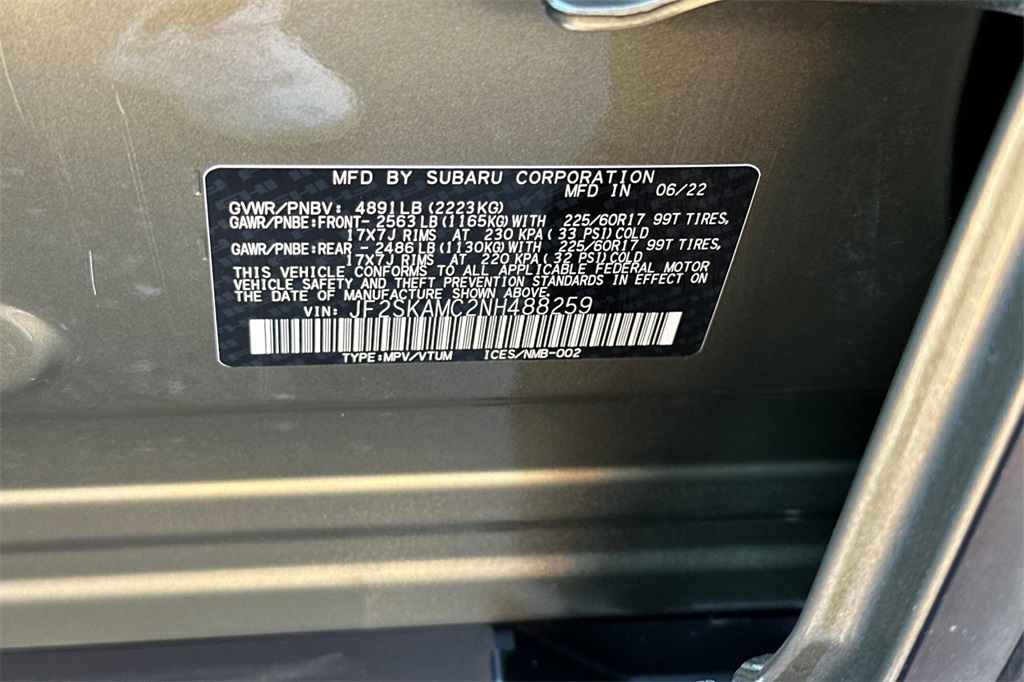 MFD BY SUBARU CORPORATION
MFD IN 06/22
GVWR/PNBV: 4891LB(2223KG)
GAWR/PNBE:FRONT- 2563LB(1165KG)WITH 225/60R17 99T TIRES,
17X7J RIMS AT 230 KPA(33 PSI)COLD
GAWR/PNBE:REAR -2486LB(1130KG)WITH 225/60R17 99T TIRES,
17X7J RIMS AT 220 KPA(32 PSI)COLD
THIS VEHICLE CONFORMS TO ALL APPLICABLE FEDERAL MOTOR
VEHICLE SAFETY AND THEFT PREVENTION STANDARDS IN EFFECT ON
THE DATE OF MANUFACTURE SHOWN ABOVE.
VIN: JF2SKAMC2NH488259
TYPE:MPV/VTUM ICES/NMB-002